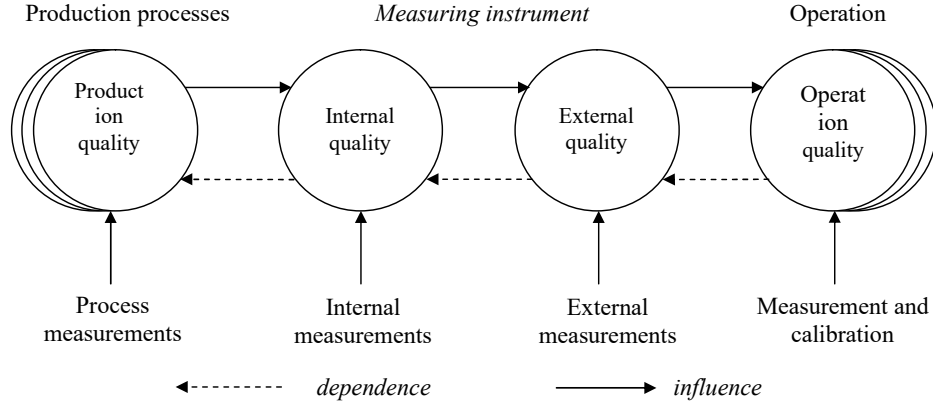 Production processes
Measuring instrument
Operation
Product
ion
quality
Internal
quality
External
quality
Operat
ion
quality
Process
measurements
Internal
measurements
External
measurements
Measurement and
calibration
dependence
influence